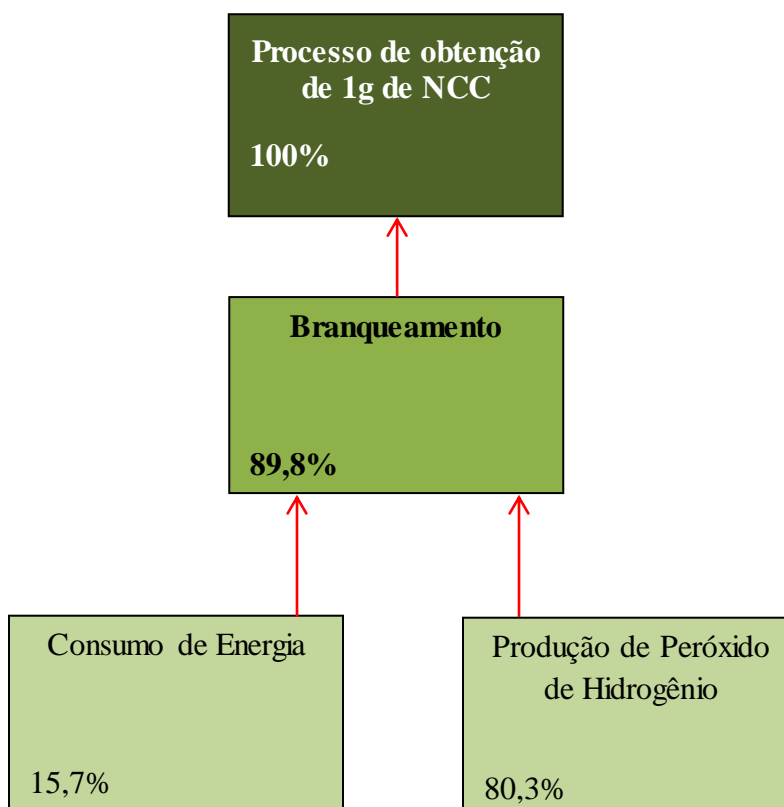 Processo de obtenção
de 1g de NCC
100%
Branqueamento
89,8%
Consumo de Energia
15,7%
Produção de Peróxido
de Hidrogênio
80,3%